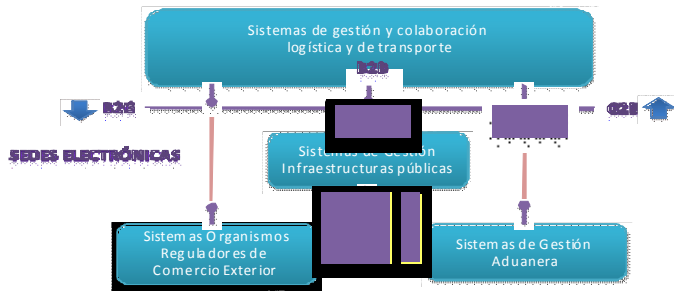 Sistemas de gestión y colaboración
logística y de transporte
B2B
B2G
G2B
SEDES ELECTRÓNICAS
Sistemas de Gestión
Infraestructuras públicas
Sistemas Organismos
Reguladores de
Comercio Exterior
Sistemas de Gestión
Aduanera